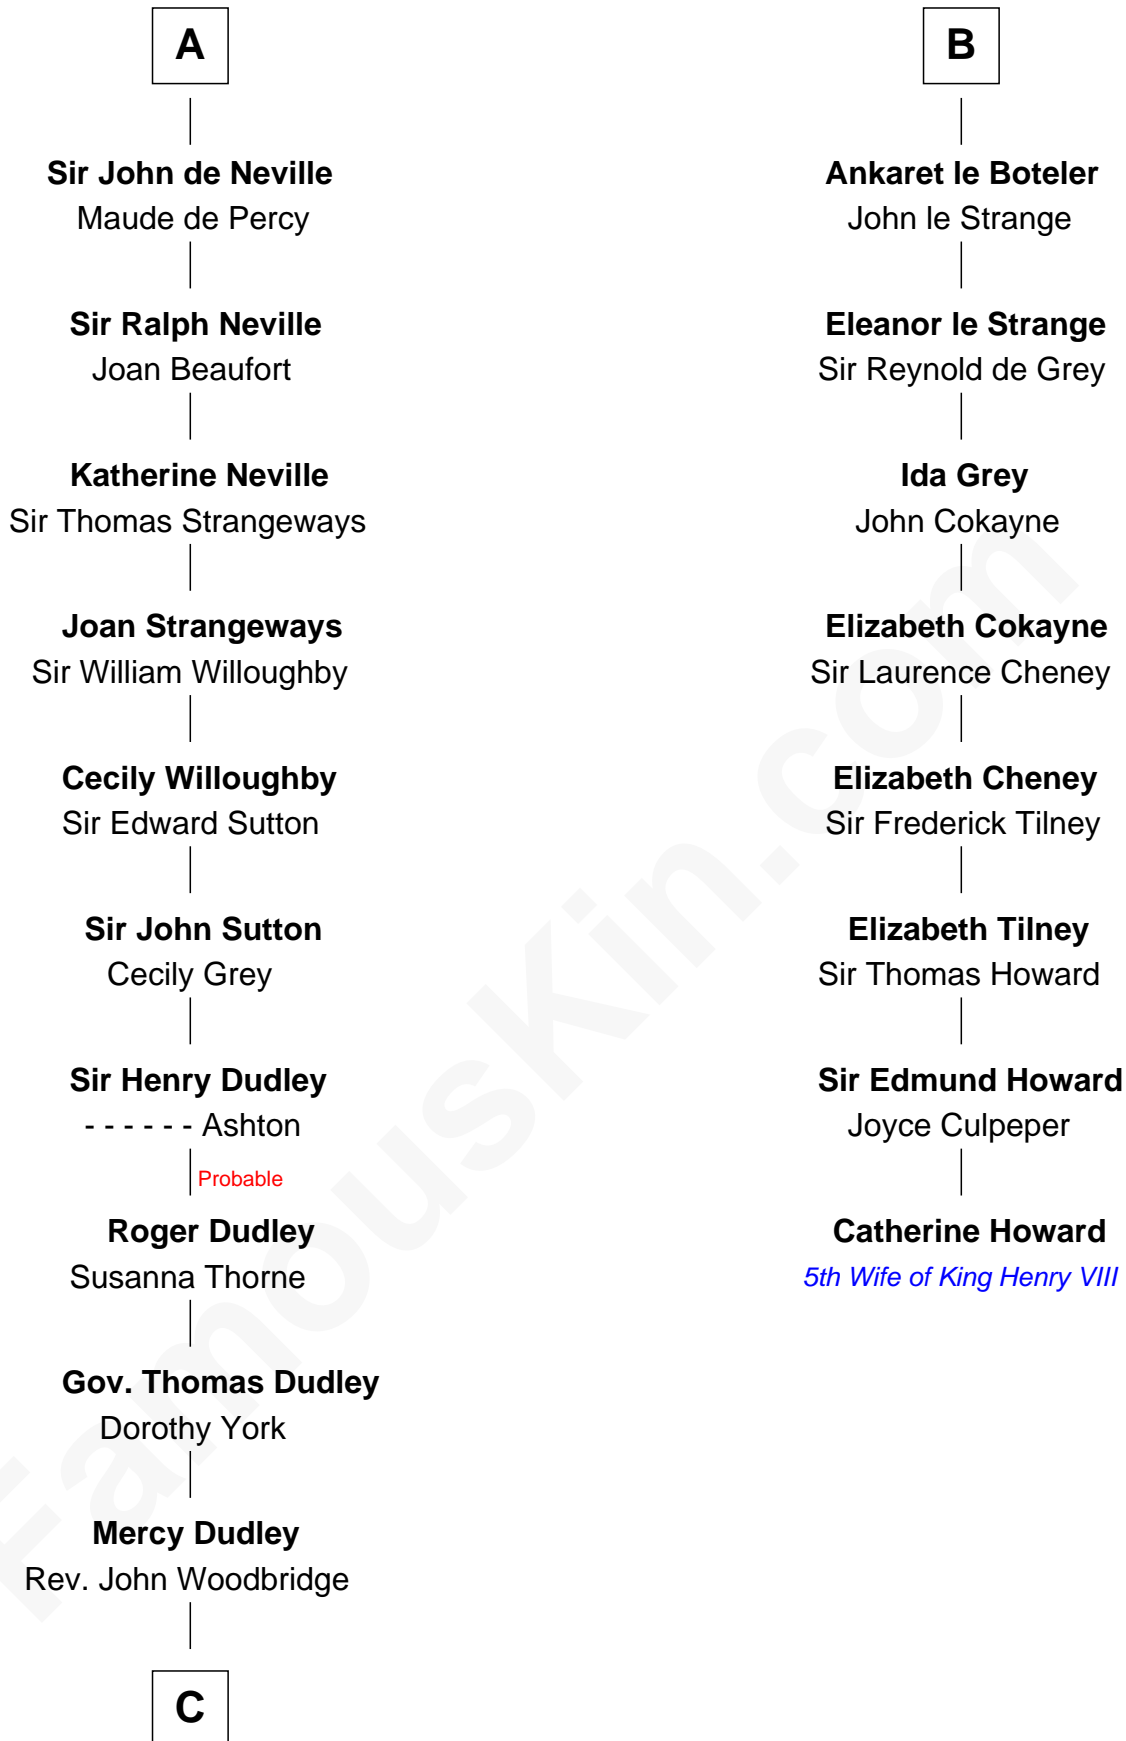 A
Sir John de Neville
Maude de Percy
Sir Ralph Neville
Joan Beaufort
Katherine Neville
Sir Thomas Strangeways
Joan Strangeways
Sir William Willoughby
Cecily Willoughby
Sir Edward Sutton
Sir John Sutton
Cecily Grey
Sir Henry Dudley
- - - - - - Ashton
Probable
Roger Dudley
Susanna Thorne
Gov. Thomas Dudley
Dorothy York
Mercy Dudley
Rev. John Woodbridge
C
B
Ankaret le Boteler
John le Strange
Eleanor le Strange
Sir Reynold de Grey
Ida Grey
John Cokayne
Elizabeth Cokayne
Sir Laurence Cheney
Elizabeth Cheney
Sir Frederick Tilney
Elizabeth Tilney
Sir Thomas Howard
Sir Edmund Howard
Joyce Culpeper
Catherine Howard
5th Wife of King Henry VIII
FamousKin.com